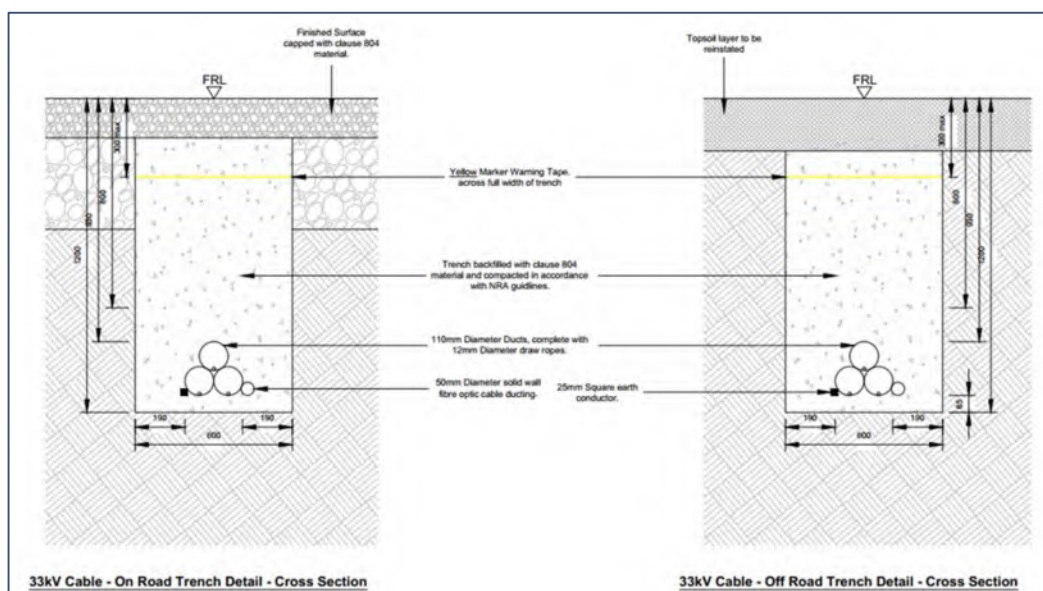 Finished Surface
capped with clause 804
material.
Topsoil layer to be
reinstated
FRL
FRL
300 max
800
930
1200
300 max
800
950
1200
Yellow Marker Warning Tape.
across full width of trench
Trench backfilled with clause 804
material and compacted in accordance
with NRA guidlines.
110mm Diameter Ducts, complete with
12mm Diameter draw ropes.
50mm Diameter solid wall
fibre optic cable ducting.
25mm Square earth
conductor.
65
190
190
600
190
190
600
33kV Cable - On Road Trench Detail - Cross Section
33kV Cable - Off Road Trench Detail - Cross Section